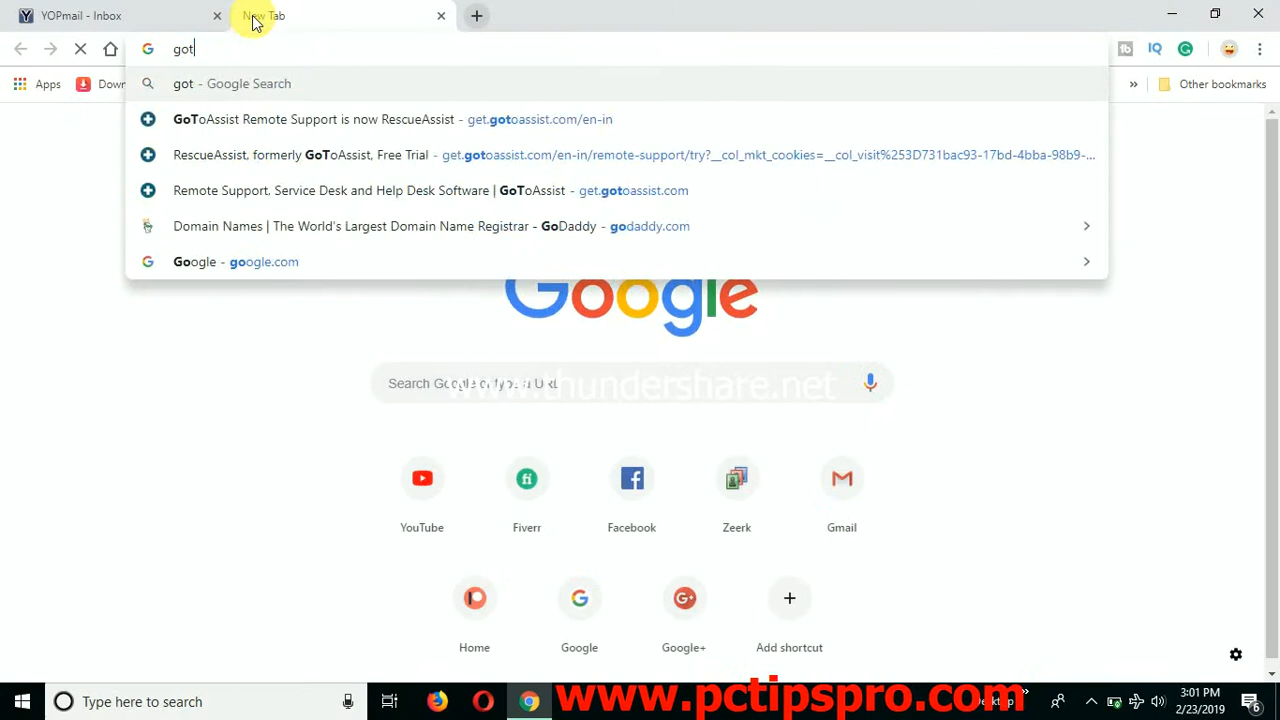 YOPmail - Inbox
New Tab
got
Apps
Down
Other bookmarks
got - Google Search
GoToAssist Remote Support is now RescueAssist - get.gotoassist.com/en-in
RescueAssist, formerly GoToAssist, Free Trial - get.gotoassist.com/en-in/remote-support/try?__col_mkt_cookies=__col_visit%253D731bac93-17bd-4bba-98b9-...
Remote Support, Service Desk and Help Desk Software | GoToAssist - get.gotoassist.com
Domain Names | The World's Largest Domain Name Registrar - GoDaddy - godaddy.com
Google - google.com
Google
Search Google or type a URL
www.thundershare.net
YouTube
Fiverr
Facebook
Zeerk
Gmail
Home
Google
Google+
Add shortcut
Type here to search
www.pctipspro.com
Desktop
3:01 PM
2/23/2019
6